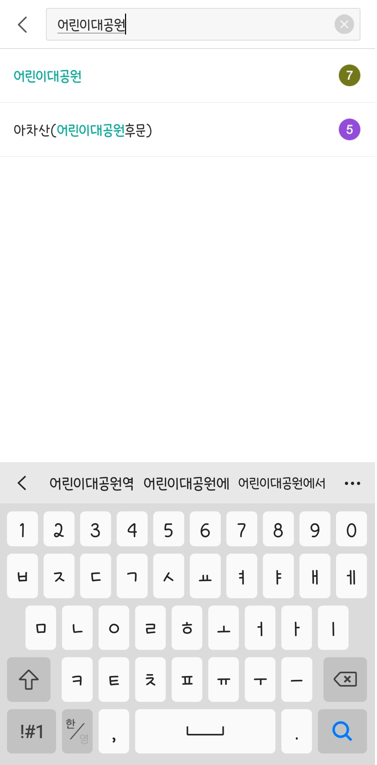 어린이대공원
어린이대공원 7
아차산(어린이대공원후문) 5
어린이대공원역 어린이대공원에 어린이대공원에서 •••
1 2 3 4 5 6 7 8 9 0
ㅂ ㅈ ㄷ ㄱ ㅅ ㅛ ㅕ ㅑ ㅐ ㅔ
ㅁ ㄴ ㅇ ㄹ ㅎ ㅗ ㅓ ㅏ ㅣ
ㅋ ㅌ ㅊ ㅍ ㅠ ㅜ ㅡ
!#1 한/영 , .